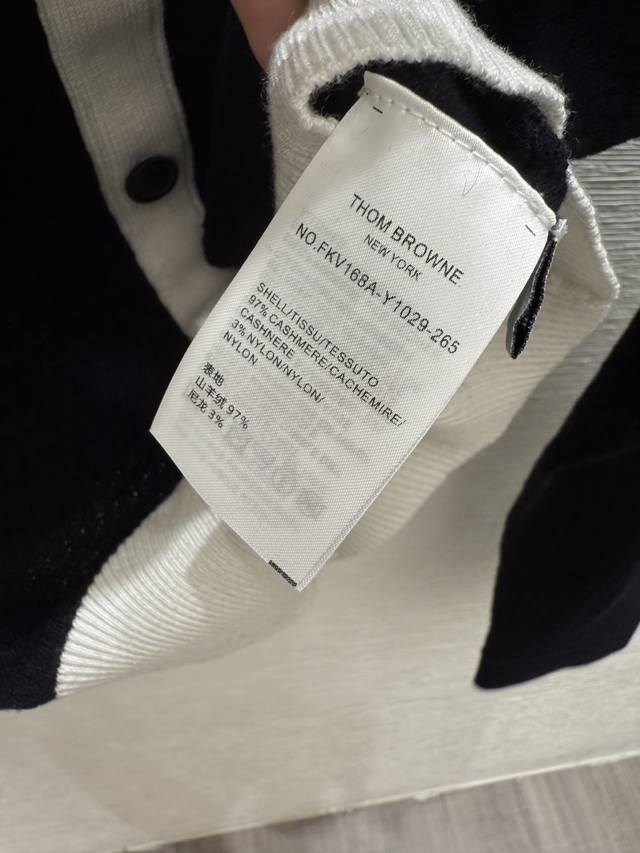 THOM BROWNE
NEW YORK
NO.FKV168A-Y1029-265
SHELL/TISSU/TESSUTO
97% CASHMERE/CACHEMIRE/
CASHNERE
3% NYLON/NYLON/
NYLON
表地
山羊绒 97%
尼龙 3%